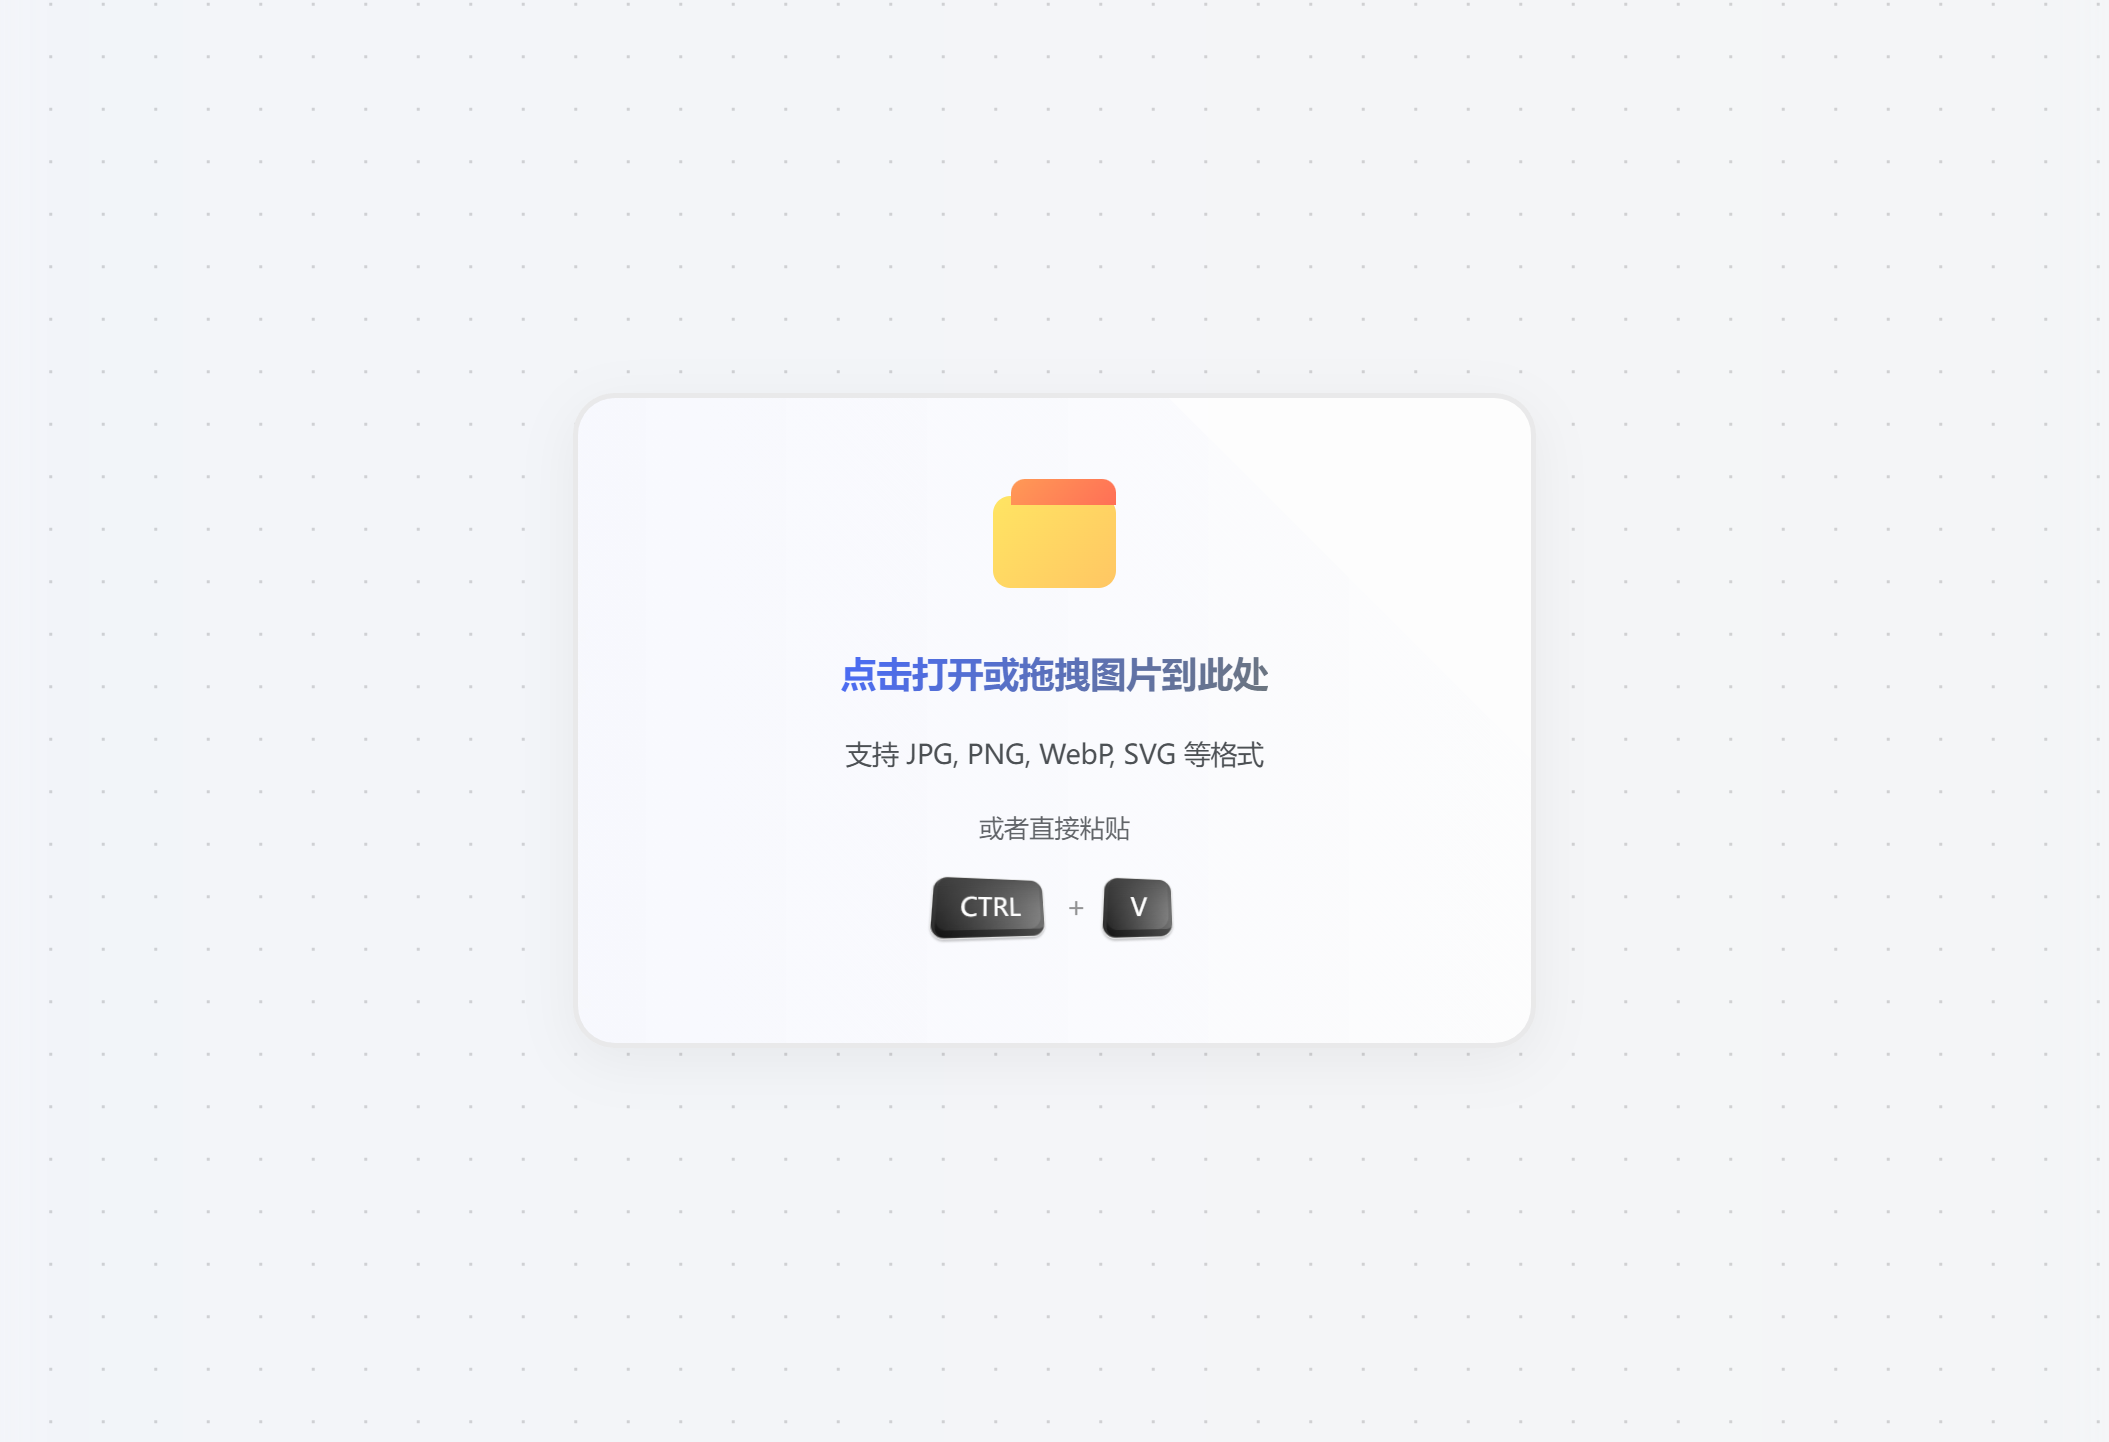 点击打开或拖拽图片到此处
支持 JPG, PNG, WebP, SVG 等格式
或者直接粘贴
CTRL + V